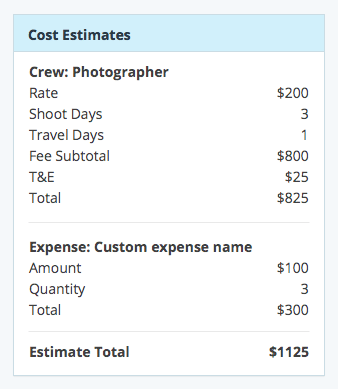 Cost Estimates
Crew: Photographer
Rate $200
Shoot Days 3
Travel Days 1
Fee Subtotal $800
T&E $25
Total $825
Expense: Custom expense name
Amount $100
Quantity 3
Total $300
Estimate Total $1125